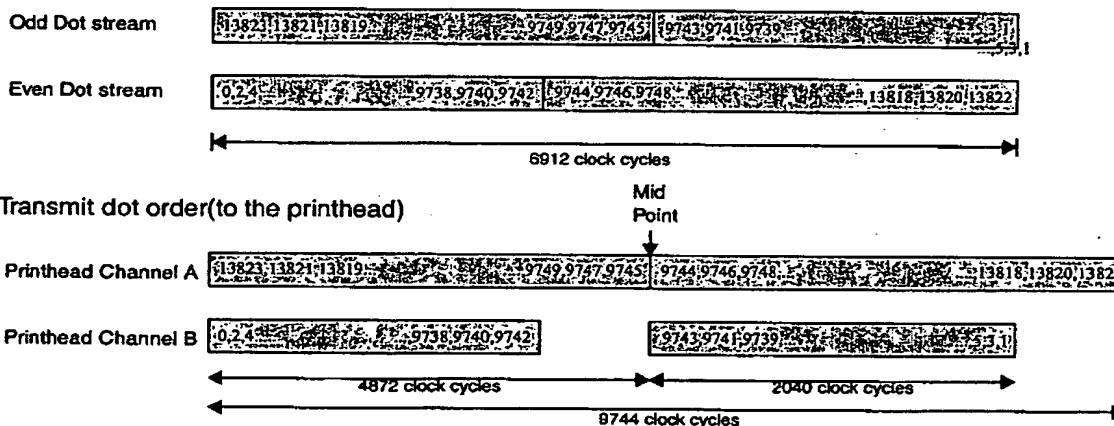 Odd Dot stream 13823,13821,13819 9749,9747,9745 9743,9741,9739 5,3,1
...,5,3,1
Even Dot stream 0,2,4 9738,9740,9742 9744,9746,9748 13818,13820,13822
6912 clock cycles
Mid
Point
Transmit dot order(to the printhead)
Printhead Channel A 13823,13821,13819 9749,9747,9745 9744,9746,9748 13818,13820,1382
Printhead Channel B 0,2,4 9738,9740,9742 9743,9741,9739 5,3,1
4872 clock cycles 2040 clock cycles
9744 clock cycles